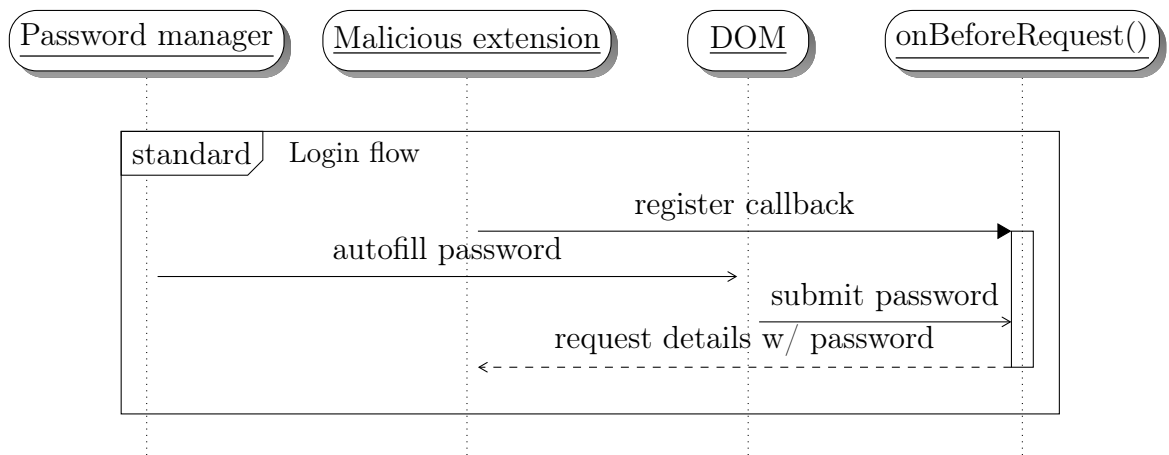 Password manager
Malicious extension
DOM
onBeforeRequest()
standard
Login flow
register callback
autofill password
submit password
request details w/ password